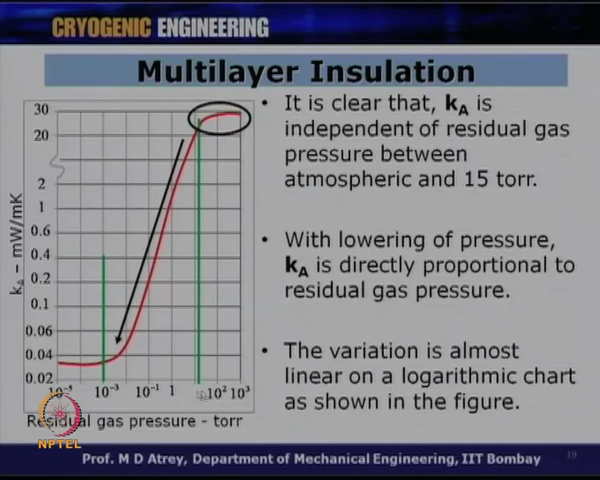 CRYOGENIC ENGINEERING
Multilayer Insulation
30
20
2
1
0.6
0.4
0.2
0.1
0.06
0.04
0.02
kA – mW/mK
10⁻⁵ 10⁻³ 10⁻¹ 1 10² 10³
Residual gas pressure - torr
• It is clear that, kA is
independent of residual gas
pressure between
atmospheric and 15 torr.
• With lowering of pressure,
kA is directly proportional to
residual gas pressure.
• The variation is almost
linear on a logarithmic chart
as shown in the figure.
NPTEL
19
Prof. M D Atrey, Department of Mechanical Engineering, IIT Bombay